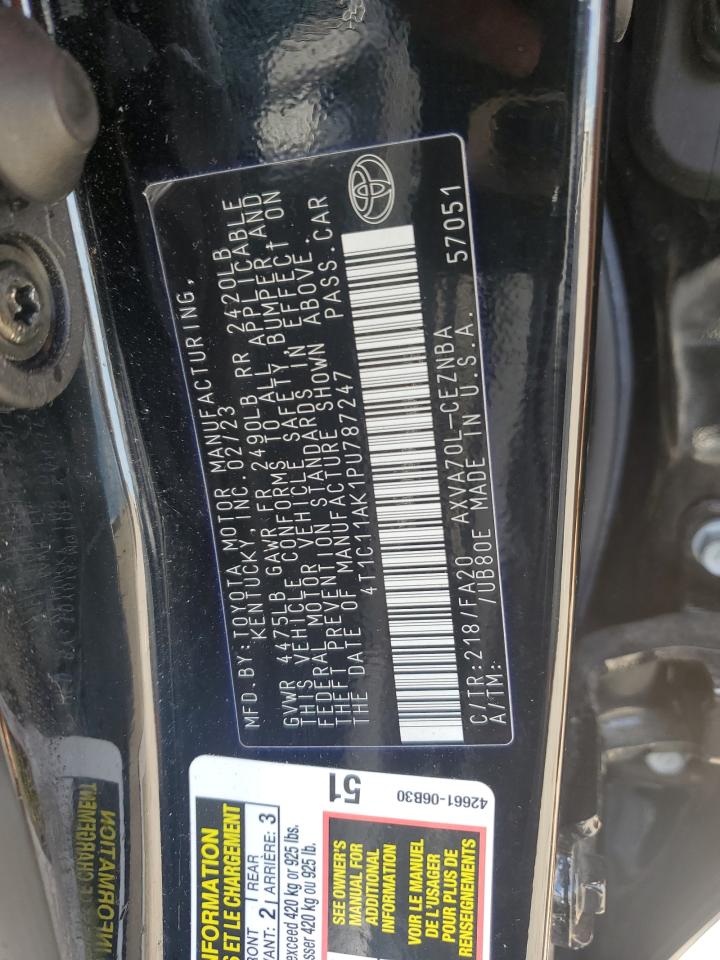 MFD. BY: TOYOTA MOTOR MANUFACTURING,
KENTUCKY, INC. 02/23
GVWR 4475LB GAWR FR 2490LB RR 2420LB
THIS VEHICLE CONFORMS TO ALL APPLICABLE
FEDERAL MOTOR VEHICLE SAFETY, BUMPER AND
THEFT PREVENTION STANDARDS IN EFFECT ON
THE DATE OF MANUFACTURE SHOWN ABOVE.
4T1C11AK1PU787247 PASS. CAR
C/TR: 218/FA20 AXVA70L-CEZNBA 57051
A/TM: /UB80E MADE IN U.S.A.
INFORMATION
ET LE CHARGEMENT
2 REAR
2 ARRIÈRE: 3
exceed 420 kg or 925 lbs.
420 kg ou 925 lb.
51
42661-06B30
SEE OWNER'S
MANUAL FOR
ADDITIONAL
INFORMATION
VOIR LE MANUEL
DE L'USAGER
POUR PLUS DE
RENSEIGNEMENTS